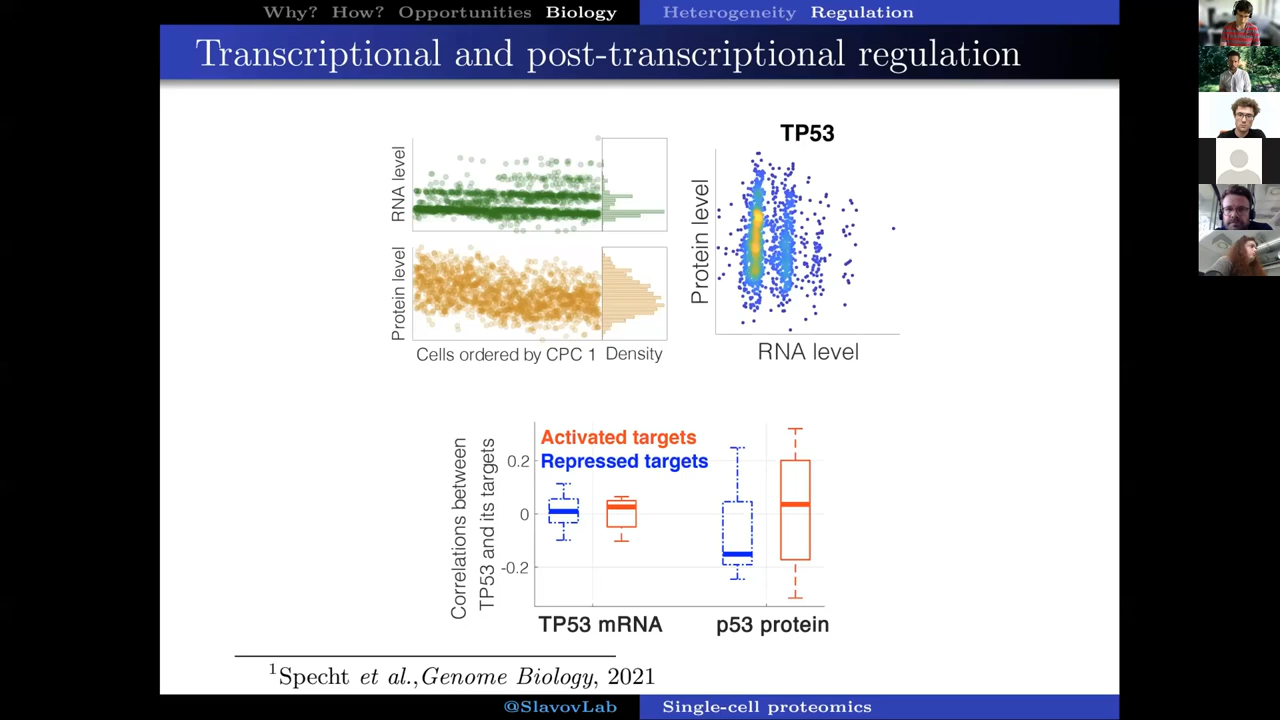 Why? How? Opportunities Biology Heterogeneity Regulation
Transcriptional and post-transcriptional regulation
RNA level
Protein level
Cells ordered by CPC 1 Density
TP53
Protein level
RNA level
Correlations between
TP53 and its targets
Activated targets
Repressed targets
0.2
0
-0.2
TP53 mRNA p53 protein
1Specht et al.,Genome Biology, 2021
@SlavovLab Single-cell proteomics